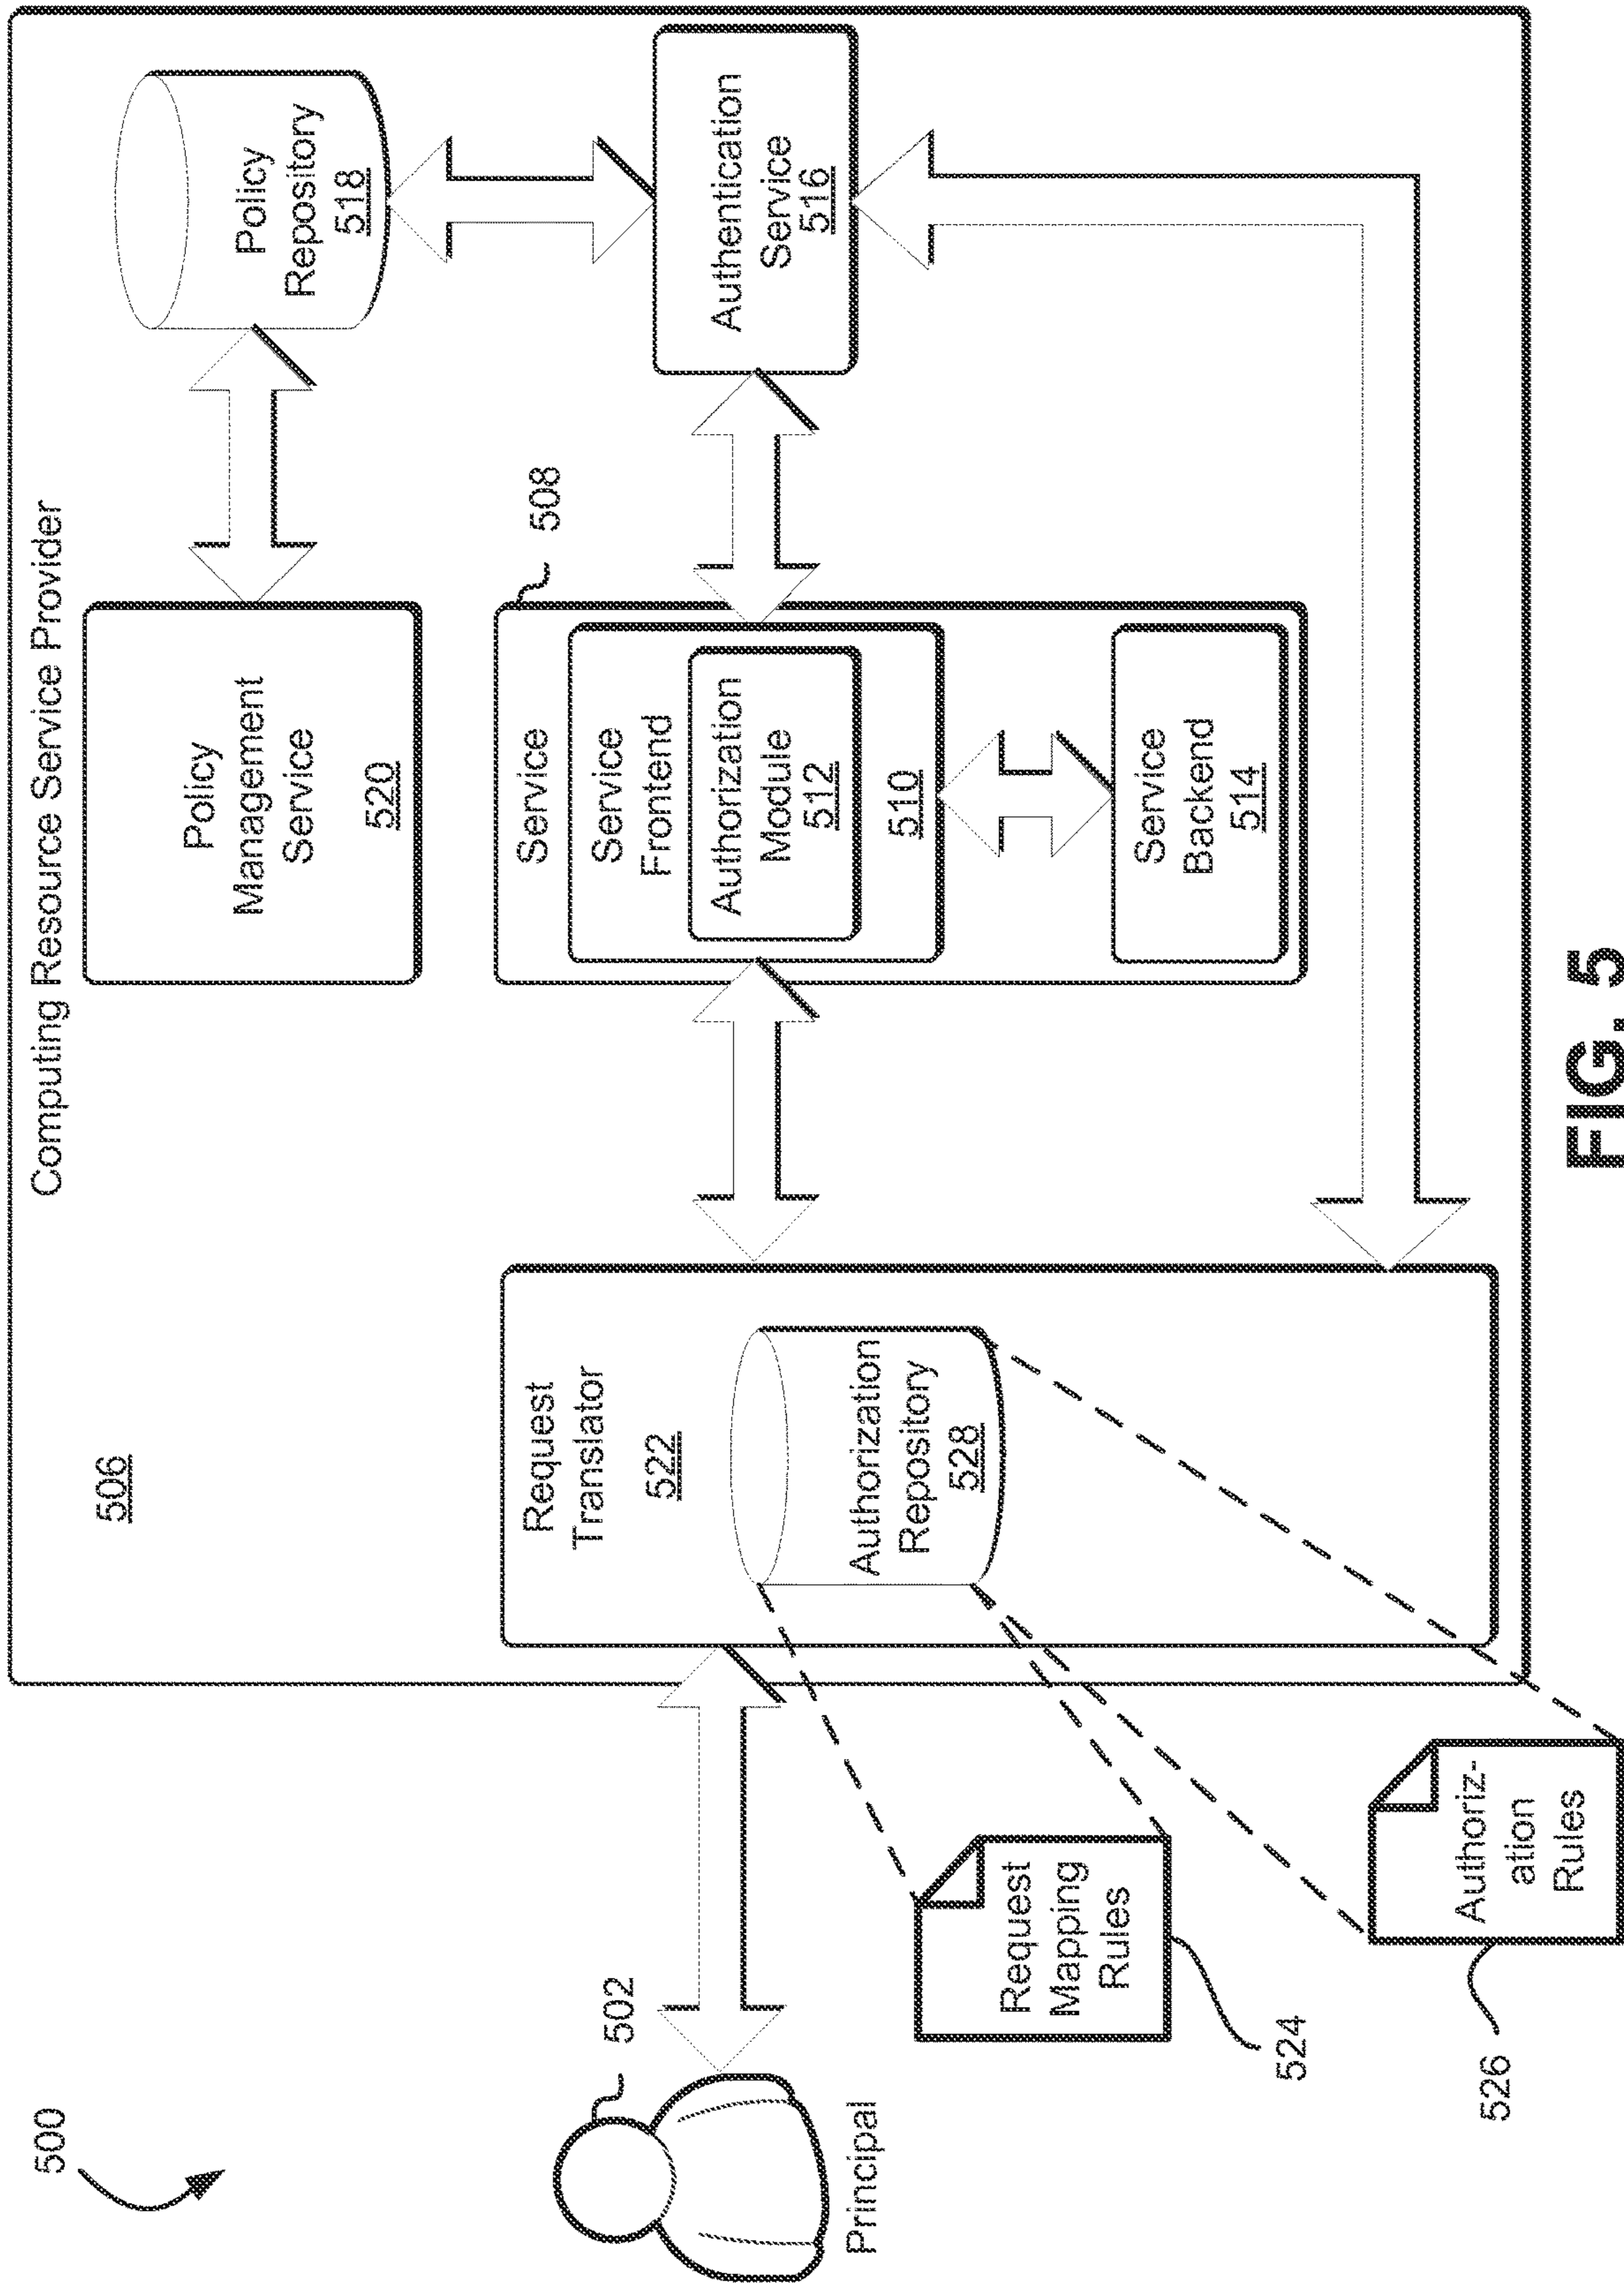 500
Computing Resource Service Provider
506
Policy
Management
Service
520
Policy
Repository
518
502
Principal
Request
Translator
522
Authorization
Repository
528
508
Service
Service
Frontend
Authorization
Module
512
510
Service
Backend
514
Authentication
Service
516
Request
Mapping
Rules
524
Authoriz-
ation
Rules
526
FIG. 5